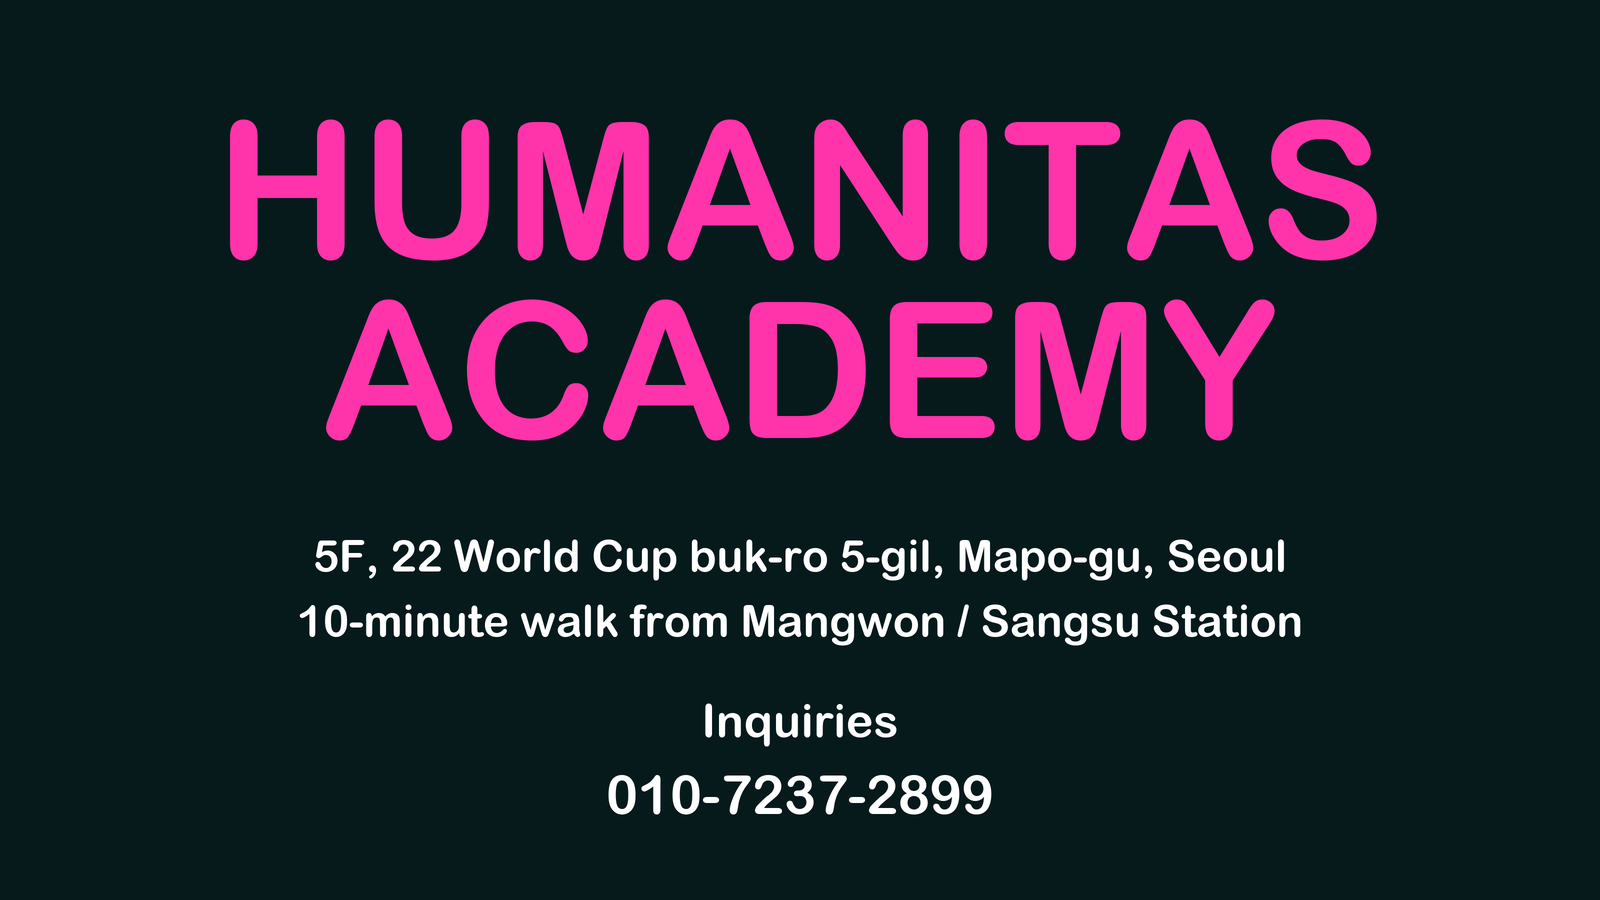 HUMANITAS
ACADEMY
5F, 22 World Cup buk-ro 5-gil, Mapo-gu, Seoul
10-minute walk from Mangwon / Sangsu Station
Inquiries
010-7237-2899